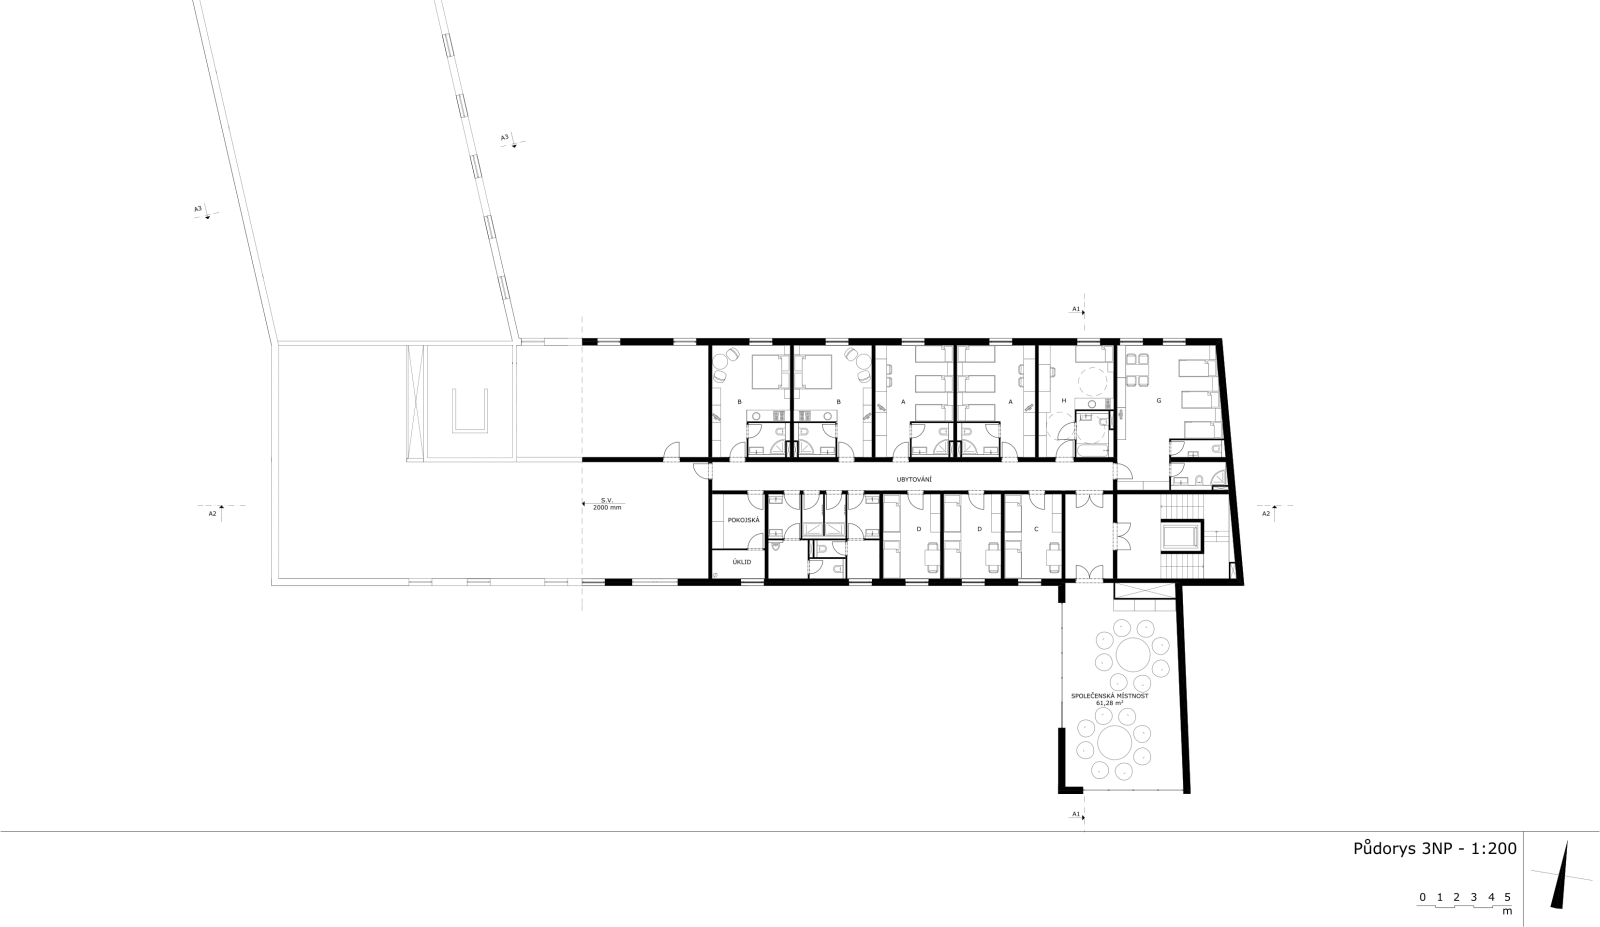 A3
A3
A1
B
B
A
A
H
G
UBYTOVÁNÍ
S.V.
2000 mm
A2
A2
POKOJSKÁ
D
D
C
ÚKLID
SPOLEČENSKÁ MÍSTNOST
61,28 m²
A1
Půdorys 3NP - 1:200
0 1 2 3 4 5
m